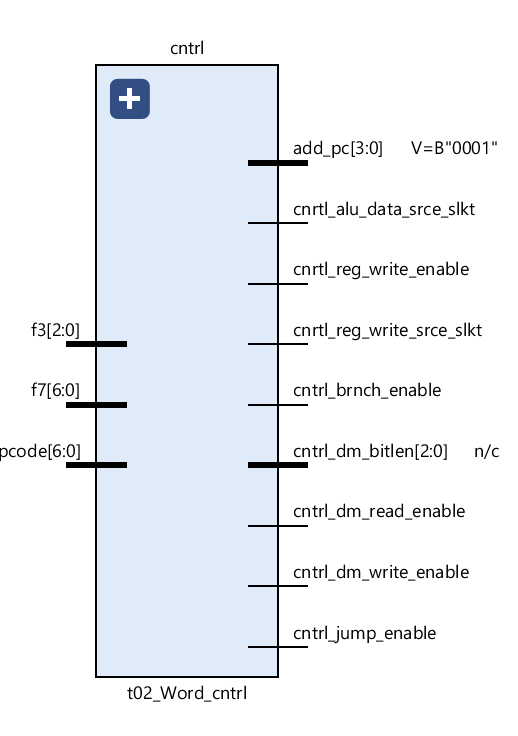 cntrl
add_pc[3:0] V=B"0001"
cnrtl_alu_data_srce_slkt
cnrtl_reg_write_enable
f3[2:0] cnrtl_reg_write_srce_slkt
f7[6:0] cntrl_brnch_enable
pcode[6:0] cntrl_dm_bitlen[2:0] n/c
cntrl_dm_read_enable
cntrl_dm_write_enable
cntrl_jump_enable
t02_Word_cntrl